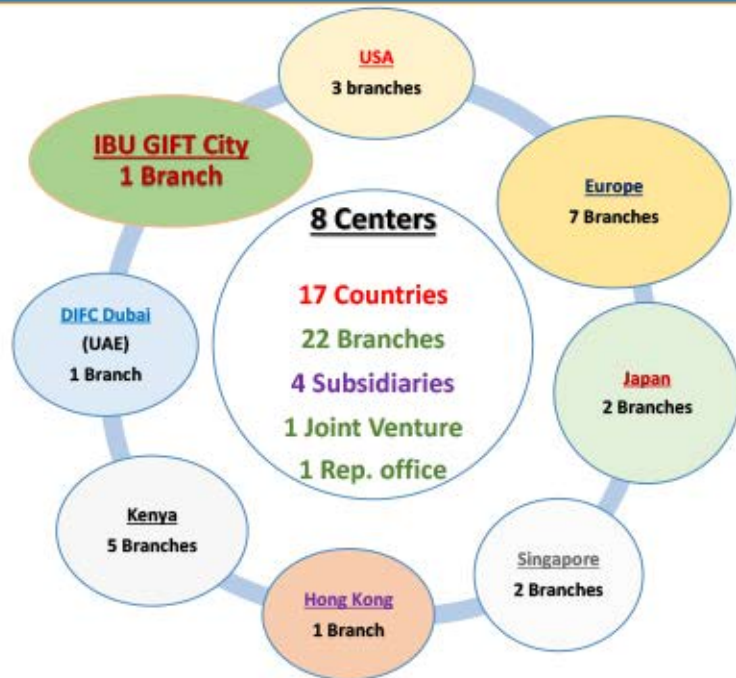 USA
3 branches
IBU GIFT City
1 Branch
Europe
7 Branches
8 Centers
17 Countries
22 Branches
4 Subsidiaries
1 Joint Venture
1 Rep. office
DIFC Dubai
(UAE)
1 Branch
Japan
2 Branches
Kenya
5 Branches
Singapore
2 Branches
Hong Kong
1 Branch